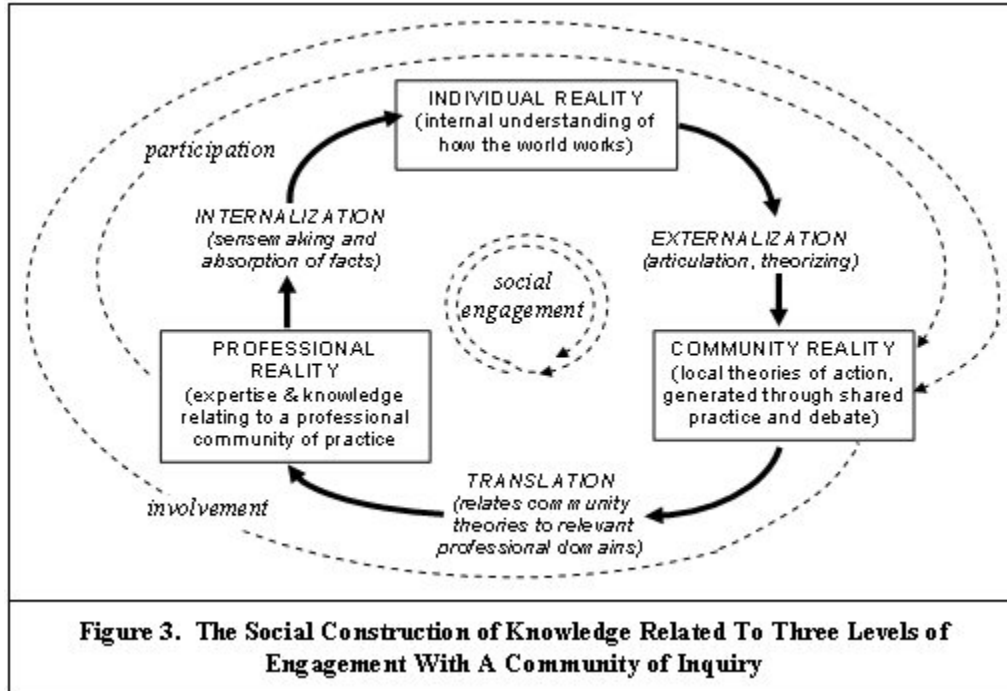 INDIVIDUAL REALITY
(internal understanding of
how the world works)
participation
INTERNALIZATION
(sensemaking and
absorption of facts)
EXTERNALIZATION
(articulation, theorizing)
social
engagement
PROFESSIONAL
REALITY
(expertise & knowledge
relating to a professional
community of practice
COMMUNITY REALITY
(local theories of action,
generated through shared
practice and debate)
involvement
TRANSLATION
(relates community
theories to relevant
professional domains)
Figure 3. The Social Construction of Knowledge Related To Three Levels of
Engagement With A Community of Inquiry